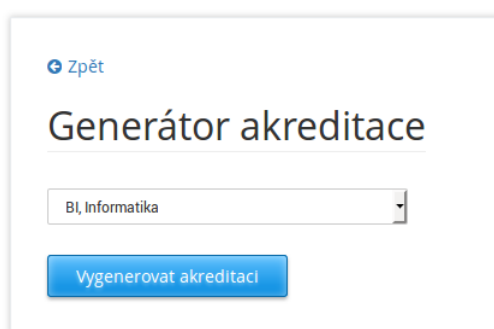 Zpět
Generátor akreditace
BI, Informatika
Vygenerovat akreditaci